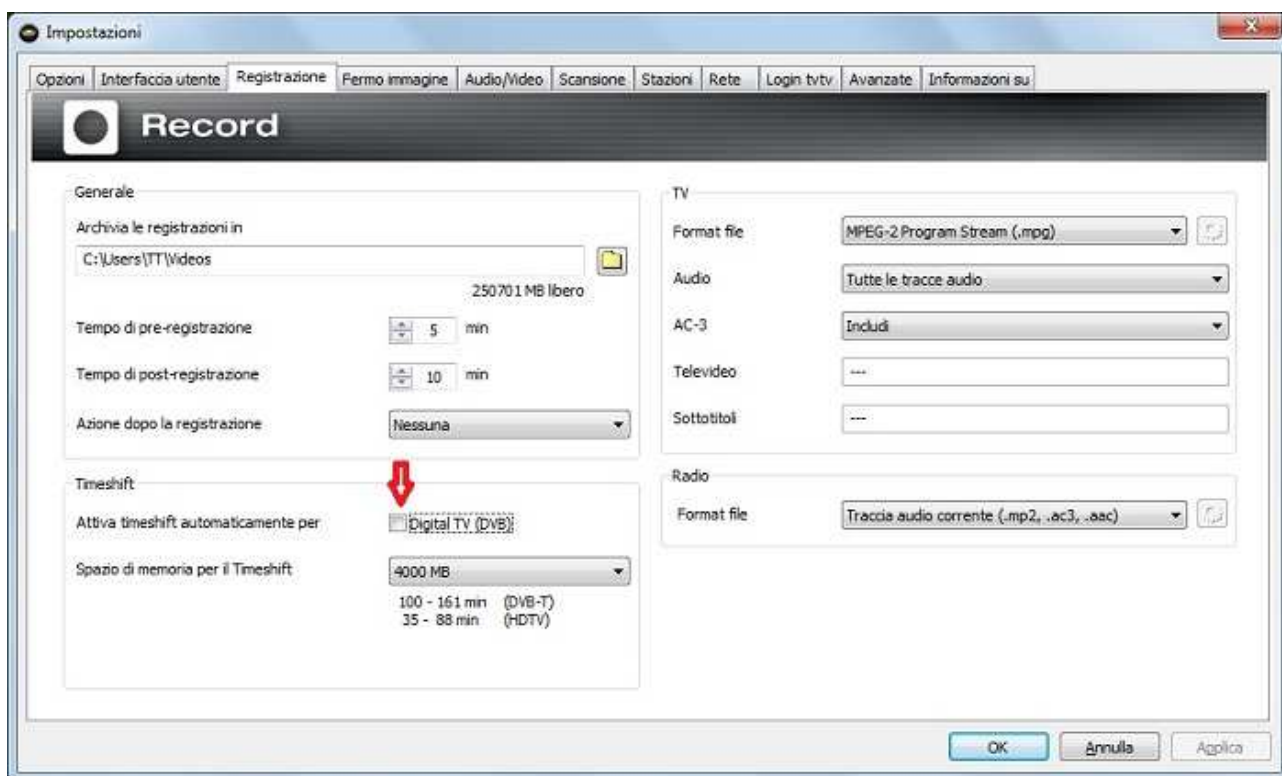 Impostazioni
Opzioni Interfaccia utente Registrazione Fermo immagine Audio/Video Scansione Stazioni Rete Login tvtv Avanzate Informazioni su
Record
Generale
Archivia le registrazioni in
C:\Users\TT\Videos
250701 MB libero
Tempo di pre-registrazione 5 min
Tempo di post-registrazione 10 min
Azione dopo la registrazione Nessuna
Timeshift
Attiva timeshift automaticamente per Digital TV (DVB)
Spazio di memoria per il Timeshift 4000 MB
100 - 161 min (DVB-T)
35 - 88 min (HDTV)
TV
Format file MPEG-2 Program Stream (.mpg)
Audio Tutte le tracce audio
AC-3 Includi
Televideo ---
Sottotitoli ---
Radio
Format file Traccia audio corrente (.mp2, .ac3, .aac)
OK Annulla Applica